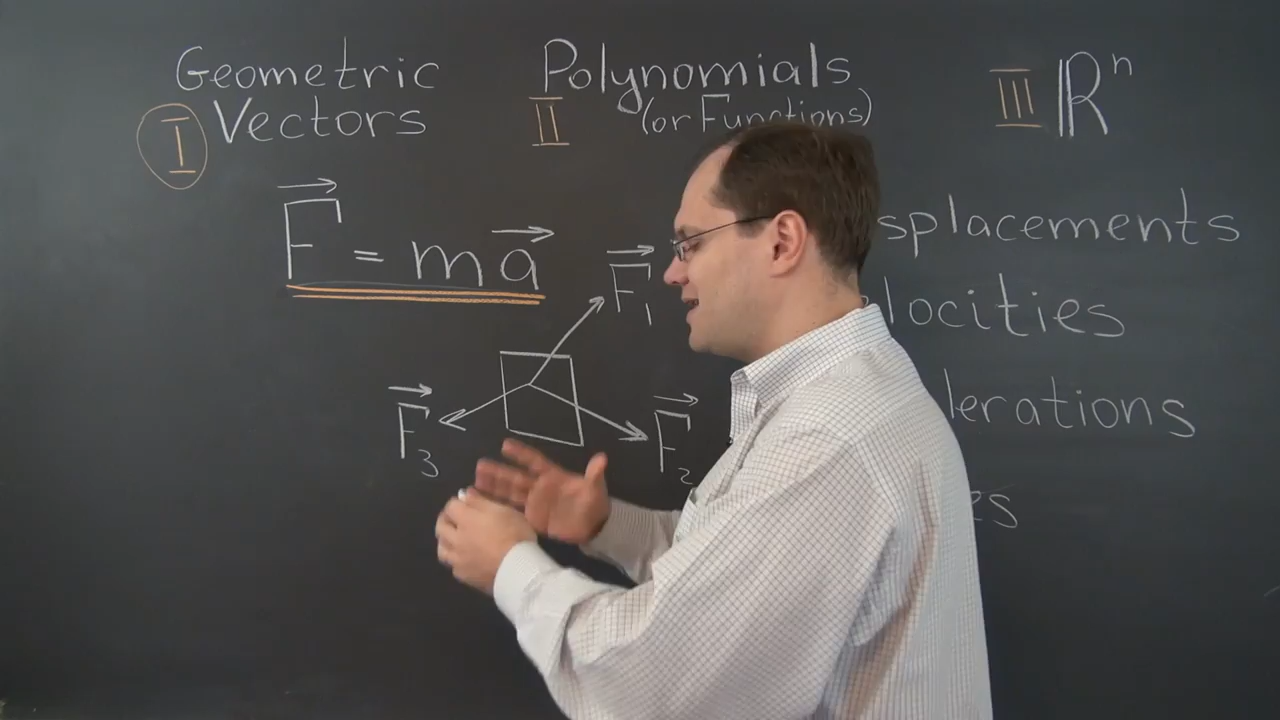 Geometric Vectors
I
Polynomials
(or Functions)
II
III ℝⁿ
F⃗ = ma⃗
F⃗₁
F⃗₂
F⃗₃
splacements
locities
lerations
es